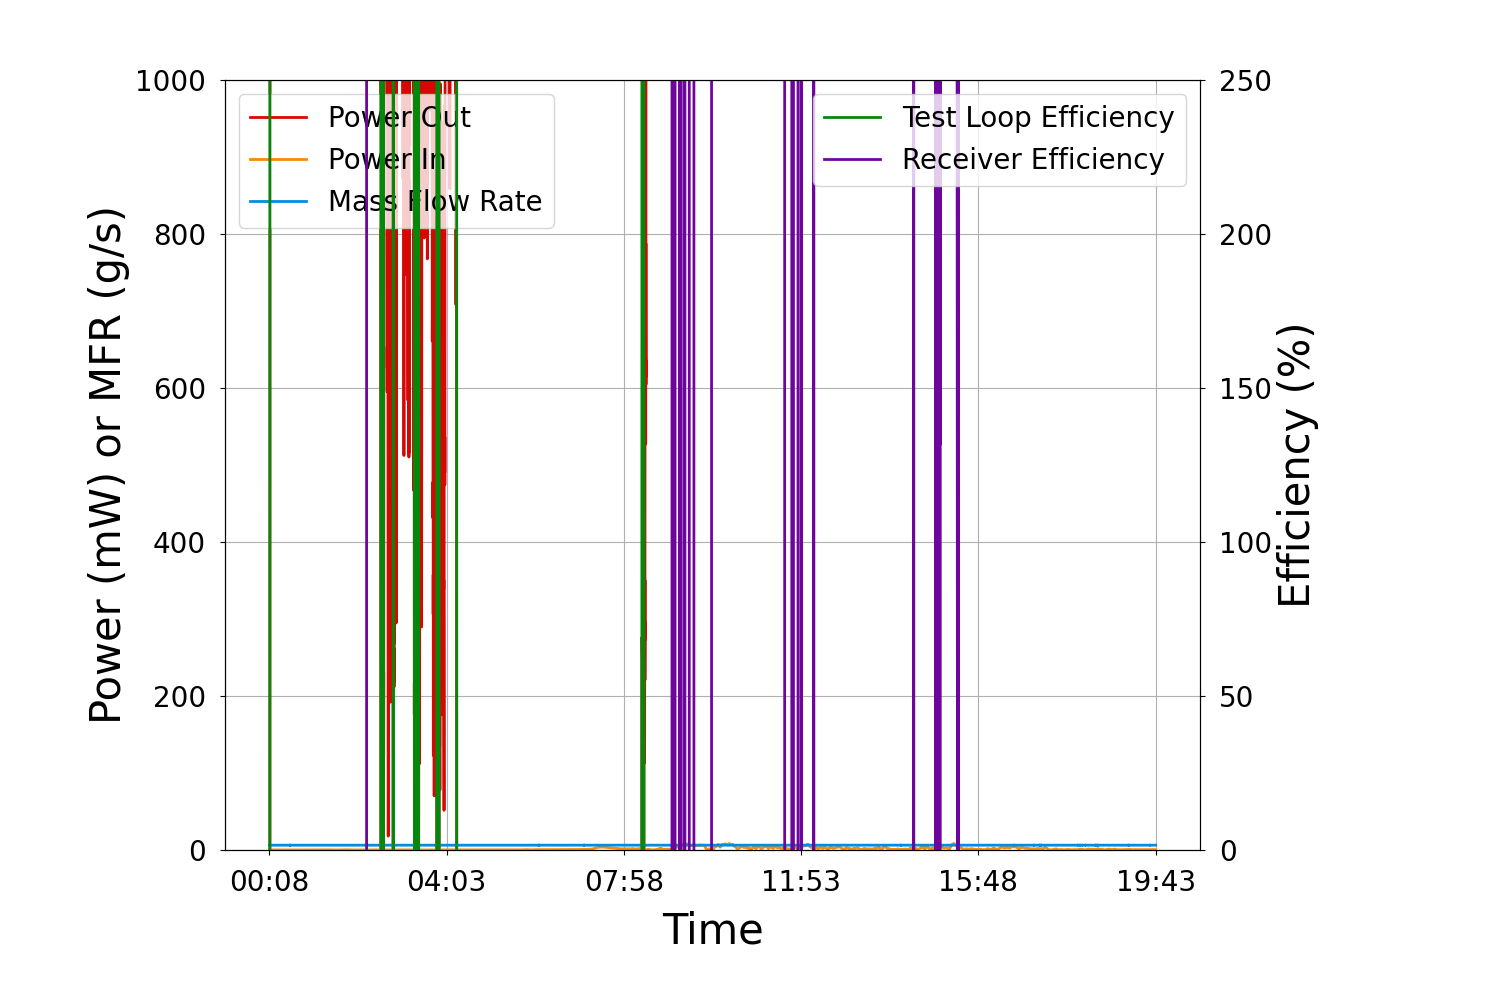 1000
800
600
400
200
0
Power (mW) or MFR (g/s)
Power Out
Power In
Mass Flow Rate
Test Loop Efficiency
Receiver Efficiency
250
200
150
100
50
0
Efficiency (%)
00:08 04:03 07:58 11:53 15:48 19:43
Time